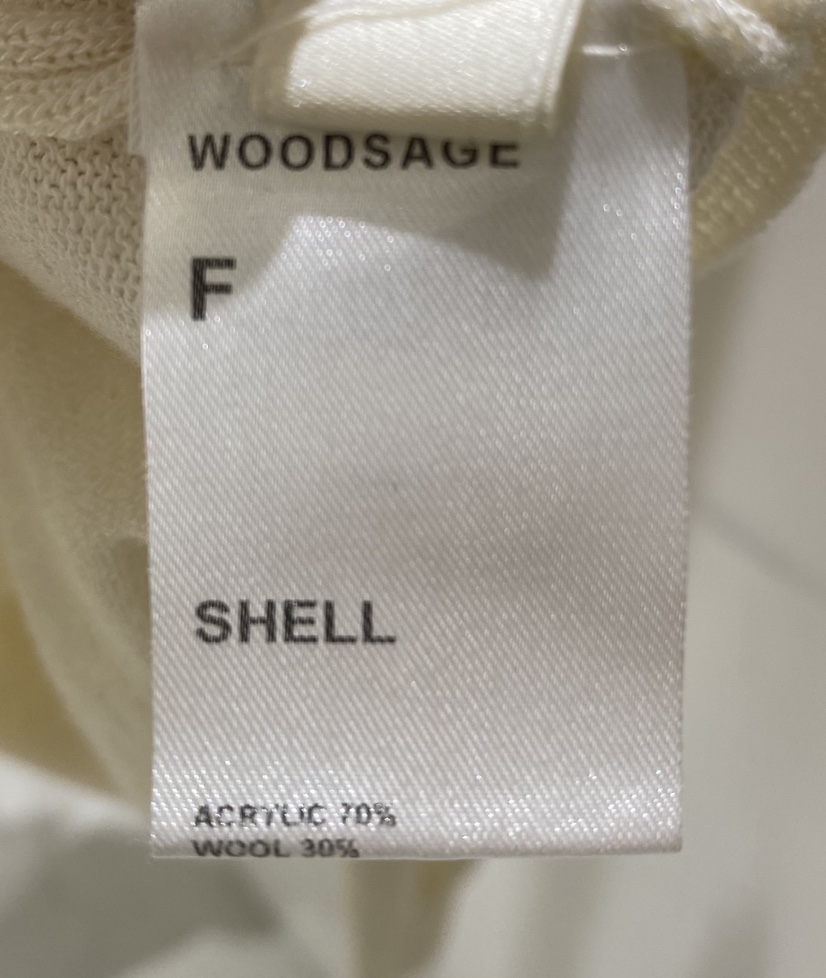 WOODSAGE
F
SHELL
ACRYLIC 70%
WOOL 30%